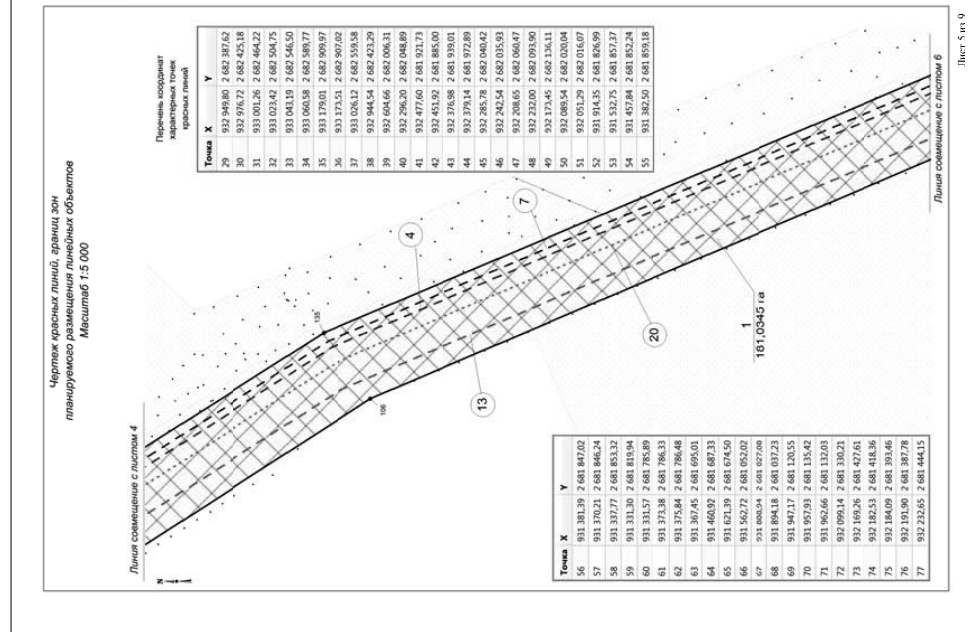 Чертеж красных линий, границ зон
планируемого размещения линейных объектов
Масштаб 1:5 000
Линия совмещение с листом 4
N
Перечень координат
характерных точек
красных линий
Точка X Y
29 932 949,80 2 682 387,62
30 932 976,72 2 682 425,18
31 933 001,26 2 682 464,22
32 933 023,42 2 682 504,75
33 933 043,19 2 682 546,50
34 933 060,58 2 682 589,77
35 933 179,01 2 682 909,97
36 933 173,51 2 682 907,02
37 933 026,12 2 682 559,58
38 932 944,54 2 682 423,29
39 932 604,66 2 682 006,31
40 932 296,20 2 682 048,89
41 932 477,60 2 681 921,73
42 932 451,92 2 681 885,00
43 932 376,98 2 681 939,01
44 932 379,14 2 681 972,89
45 932 285,78 2 682 040,42
46 932 242,54 2 682 035,93
47 932 208,65 2 682 060,47
48 932 232,00 2 682 093,90
49 932 173,45 2 682 136,11
50 932 089,54 2 682 020,04
51 932 051,29 2 682 016,07
52 931 914,35 2 681 826,99
53 931 532,75 2 681 857,37
54 931 457,84 2 681 852,24
55 931 382,50 2 681 859,18
135
106
4
7
13
20
1
181,0345 га
Точка X Y
56 931 381,39 2 681 847,02
57 931 370,21 2 681 846,24
58 931 337,77 2 681 853,32
59 931 331,30 2 681 819,94
60 931 331,57 2 681 785,89
61 931 373,38 2 681 786,33
62 931 375,84 2 681 786,48
63 931 367,45 2 681 695,01
64 931 460,92 2 681 687,33
65 931 621,39 2 681 674,50
66 931 562,72 2 681 052,02
67 931 888,94 2 681 027,08
68 931 894,18 2 681 037,23
69 931 947,17 2 681 120,55
70 931 957,93 2 681 135,42
71 931 962,66 2 681 132,03
72 932 099,14 2 681 330,21
73 932 169,26 2 681 427,61
74 932 182,53 2 681 418,36
75 932 184,09 2 681 393,46
76 932 191,90 2 681 387,78
77 932 232,65 2 681 444,15
Линия совмещение с листом 6
Лист 5 из 9